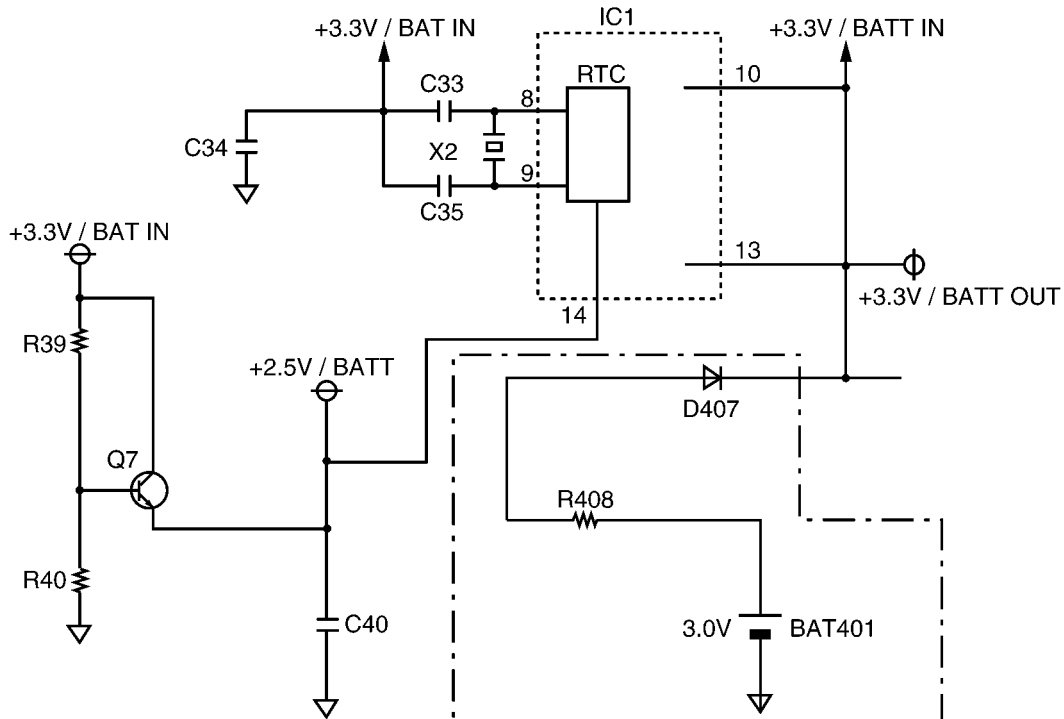 IC1
+3.3V / BAT IN
+3.3V / BATT IN
C33
RTC
10
8
C34
X2
9
C35
+3.3V / BAT IN
13
+3.3V / BATT OUT
14
R39
+2.5V / BATT
D407
Q7
R408
R40
C40
3.0V
BAT401